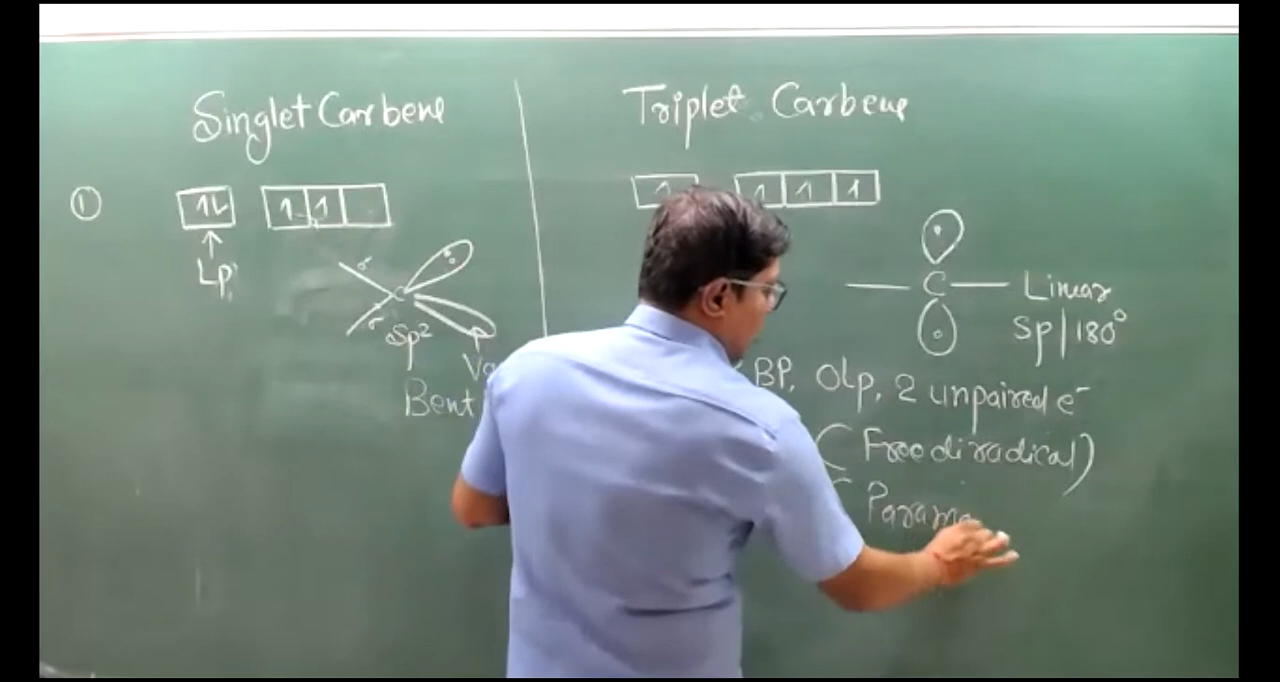 Singlet Carbene
Triplet Carbene
①
1L 1 1
1 1 1 1
Lp
σ
σ
C
Sp²
Bent
C Linear
Sp/180°
BP, 0lp, 2 unpaired e⁻
(Free diradical)